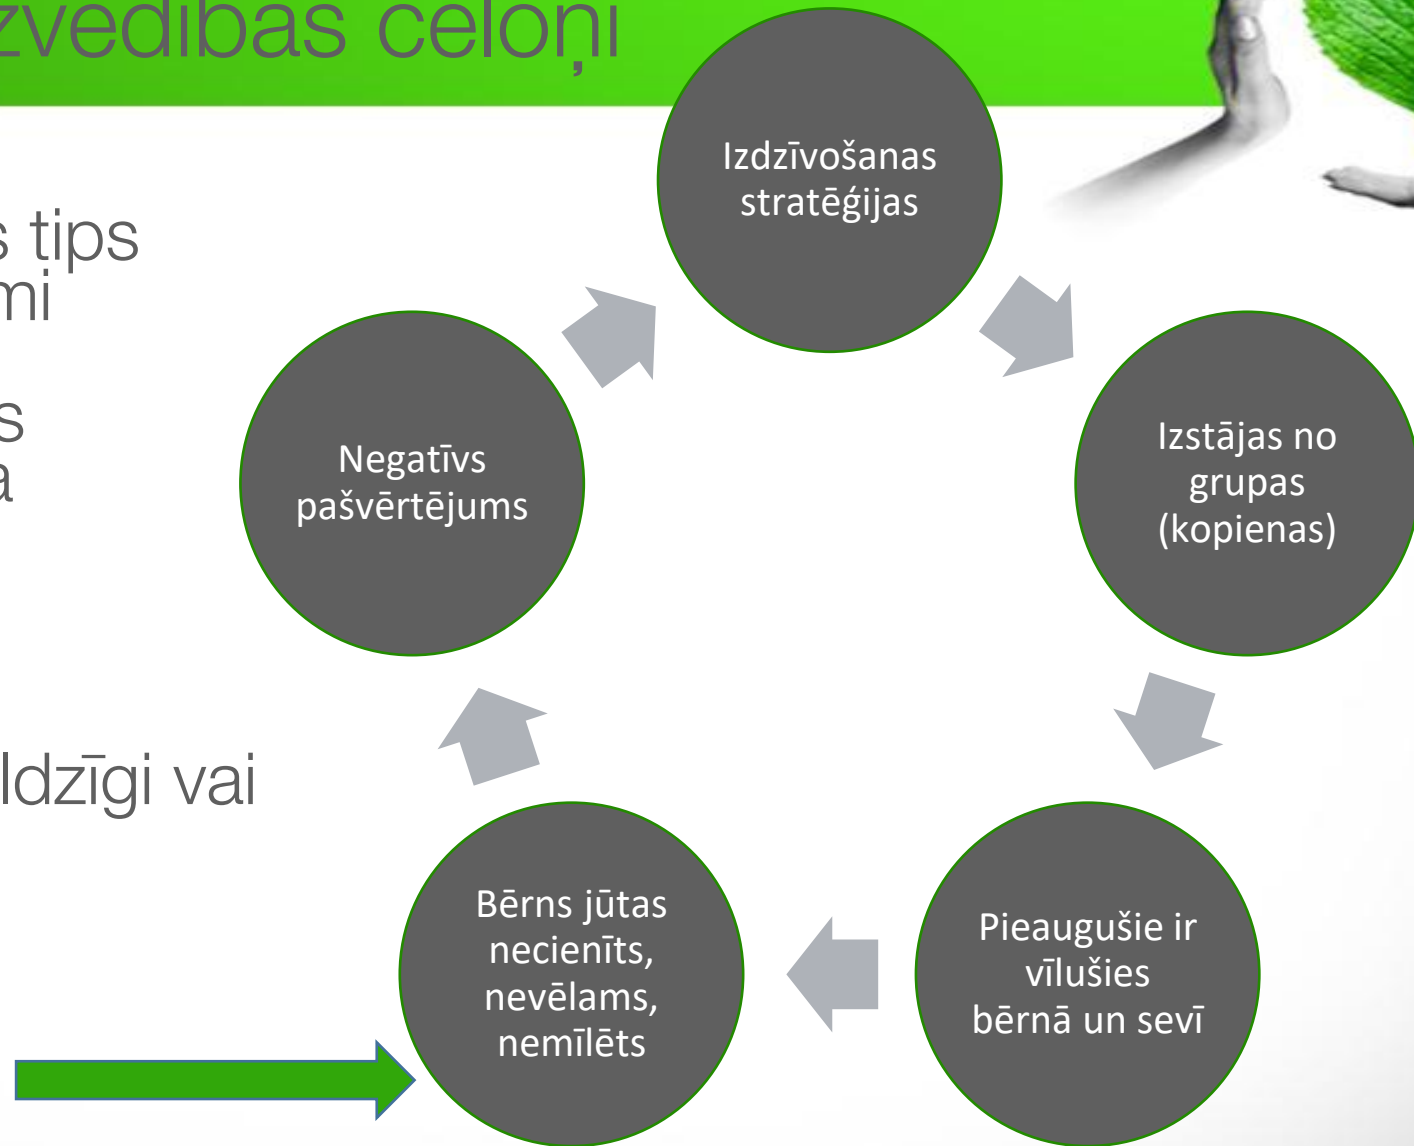 zvedības cēloņi
s tips
mi
s
a
ldzīgi vai
Izdzīvošanas
stratēģijas
Izstājas no
grupas
(kopienas)
Pieaugušie ir
vīlušies
bērnā un sevī
Bērns jūtas
necienīts,
nevēlams,
nemīlēts
Negatīvs
pašvērtējums